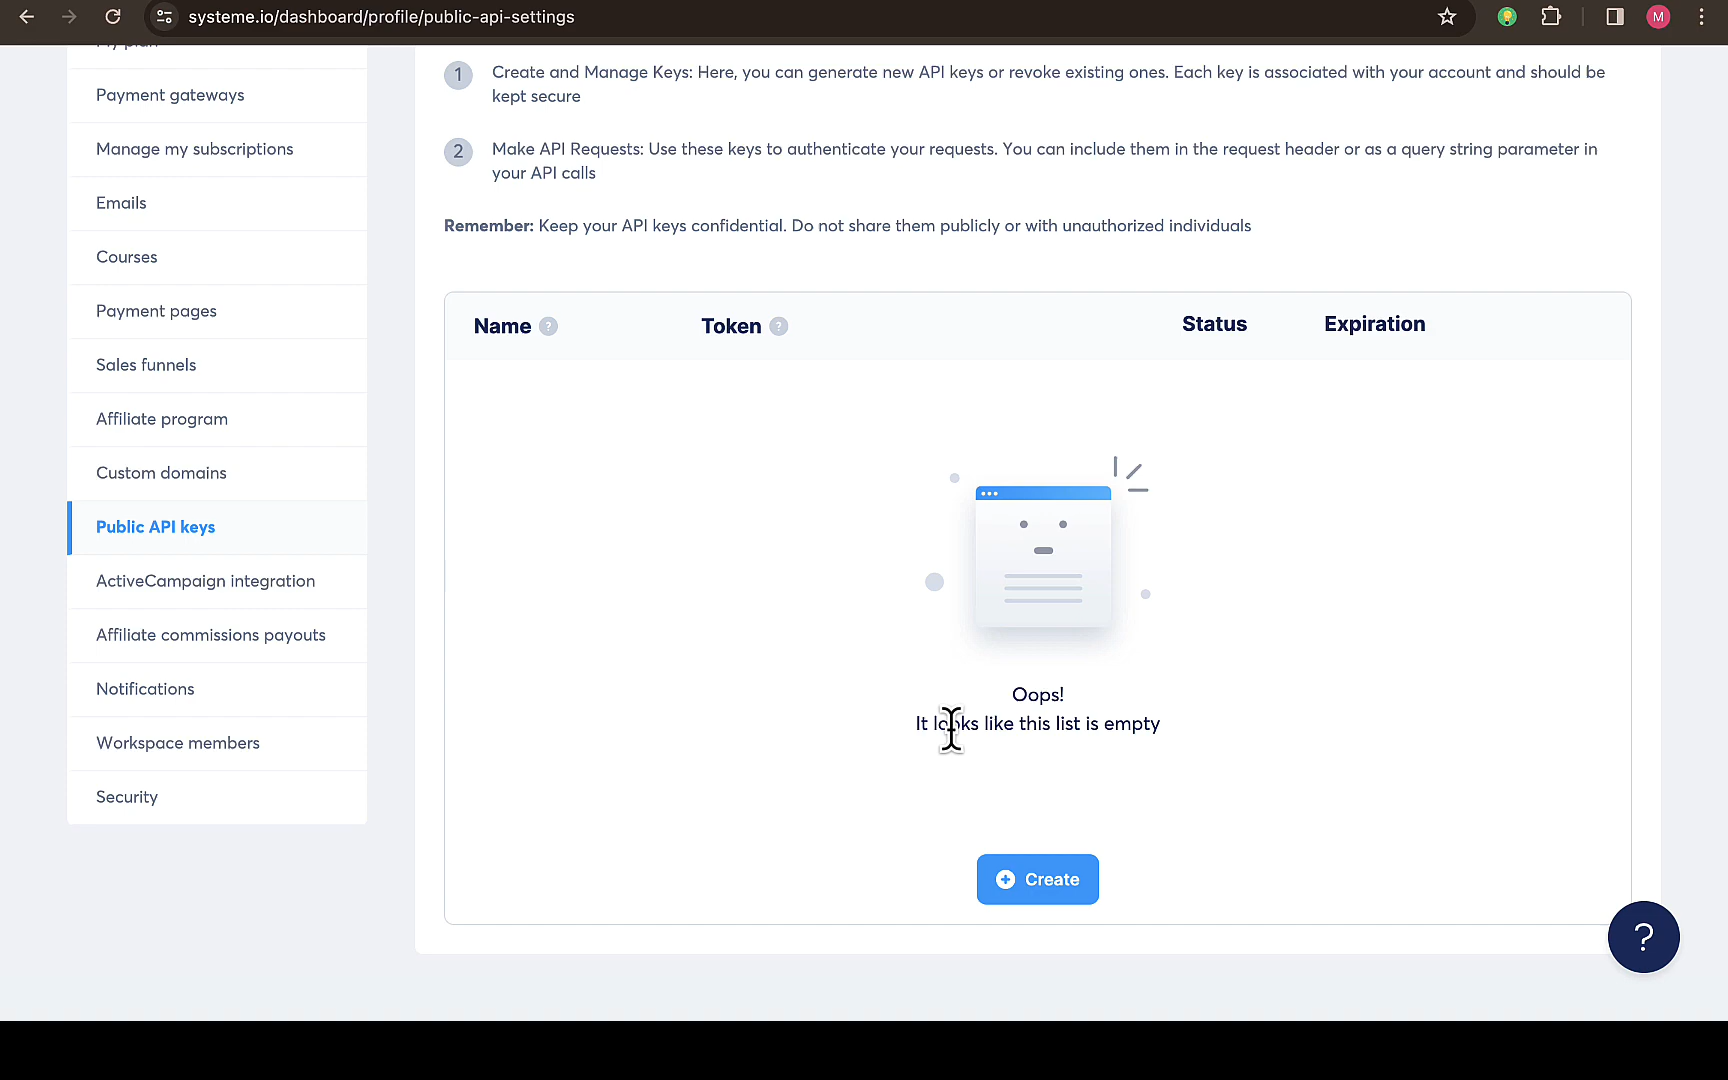 systeme.io/dashboard/profile/public-api-settings
M
My plan
Payment gateways
Manage my subscriptions
Emails
Courses
Payment pages
Sales funnels
Affiliate program
Custom domains
Public API keys
ActiveCampaign integration
Affiliate commissions payouts
Notifications
Workspace members
Security
1
Create and Manage Keys: Here, you can generate new API keys or revoke existing ones. Each key is associated with your account and should be
kept secure
2
Make API Requests: Use these keys to authenticate your requests. You can include them in the request header or as a query string parameter in
your API calls
Remember: Keep your API keys confidential. Do not share them publicly or with unauthorized individuals
Name ? Token ? Status Expiration
Oops!
It looks like this list is empty
Create
?